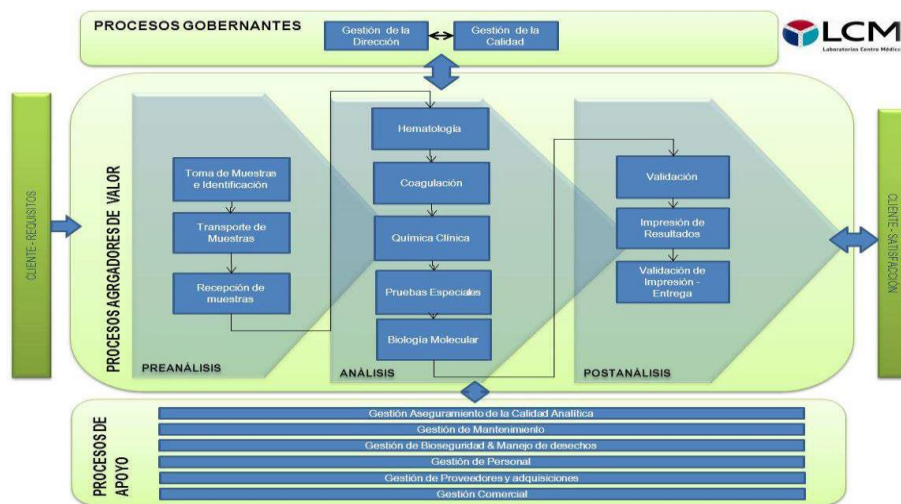 PROCESOS GOBERNANTES
Gestión de la
Dirección
Gestión de la
Calidad
LCM
Laboratorios Centro Médico
CLIENTE - REQUISITOS
PROCESOS AGRGADORES DE VALOR
Toma de Muestras
e Identificación
Transporte de
Muestras
Recepción de
muestras
PREANÁLISIS
Hematología
Coagulación
Química Clínica
Pruebas Especiales
Biología Molecular
ANÁLISIS
Validación
Impresión de
Resultados
Validación de
Impresión -
Entrega
POSTANÁLISIS
CLIENTE - SATISFACCIÓN
PROCESOS DE
APOYO
Gestión Aseguramiento de la Calidad Analítica
Gestión de Mantenimiento
Gestión de Bioseguridad & Manejo de desechos
Gestión de Personal
Gestión de Proveedores y adquisiciones
Gestión Comercial